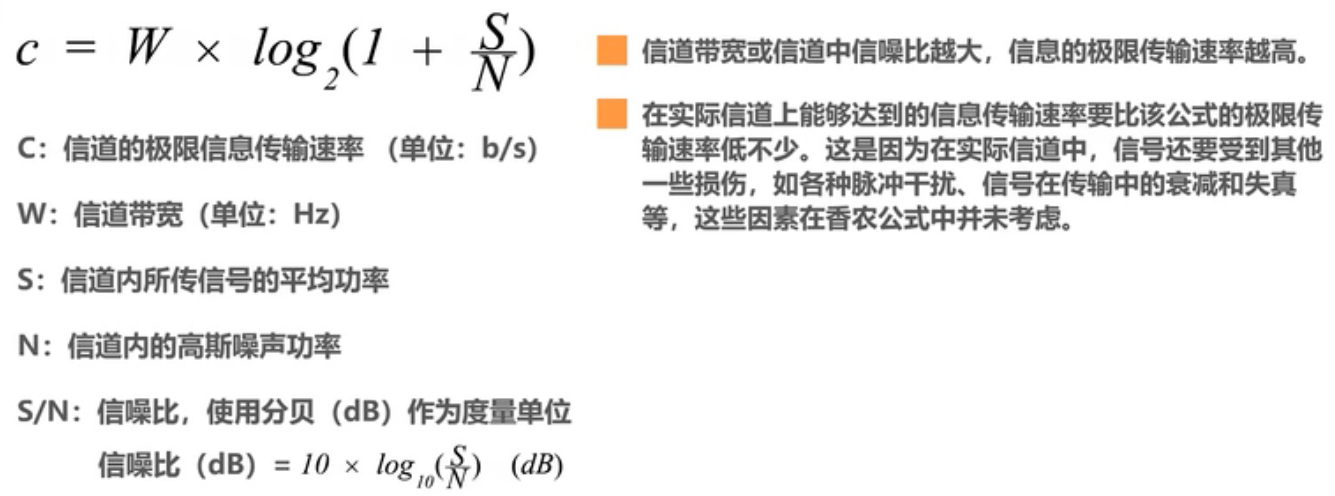 c = W × log₂(1 + S/N)
C：信道的极限信息传输速率 （单位：b/s）
W：信道带宽（单位：Hz）
S：信道内所传信号的平均功率
N：信道内的高斯噪声功率
S/N：信噪比，使用分贝（dB）作为度量单位
信噪比（dB）= 10 × log₁₀(S/N) (dB)
信道带宽或信道中信噪比越大，信息的极限传输速率越高。
在实际信道上能够达到的信息传输速率要比该公式的极限传
输速率低不少。这是因为在实际信道中，信号还要受到其他
一些损伤，如各种脉冲干扰、信号在传输中的衰减和失真
等，这些因素在香农公式中并未考虑。